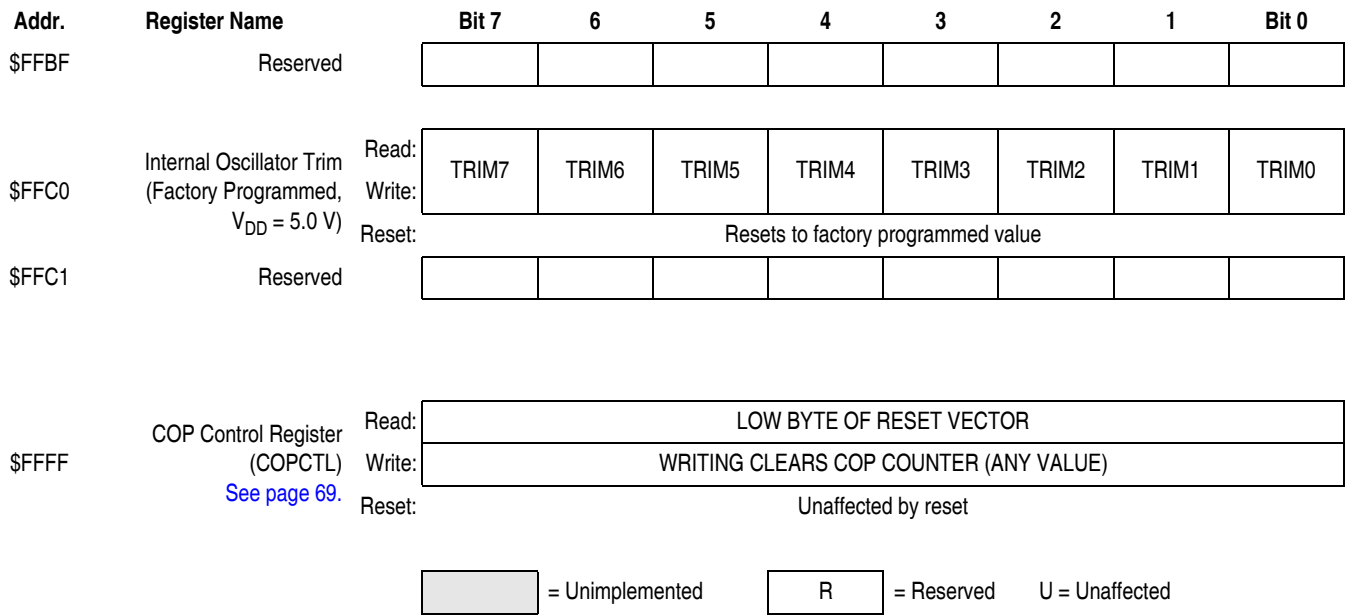 Addr. Register Name Bit 7 6 5 4 3 2 1 Bit 0
$FFBF Reserved
$FFC0 Internal Oscillator Trim
(Factory Programmed,
VDD = 5.0 V)
Read: TRIM7 TRIM6 TRIM5 TRIM4 TRIM3 TRIM2 TRIM1 TRIM0
Write:
Reset: Resets to factory programmed value
$FFC1 Reserved
$FFFF COP Control Register
(COPCTL)
See page 69.
Read: LOW BYTE OF RESET VECTOR
Write: WRITING CLEARS COP COUNTER (ANY VALUE)
Reset: Unaffected by reset
= Unimplemented R = Reserved U = Unaffected